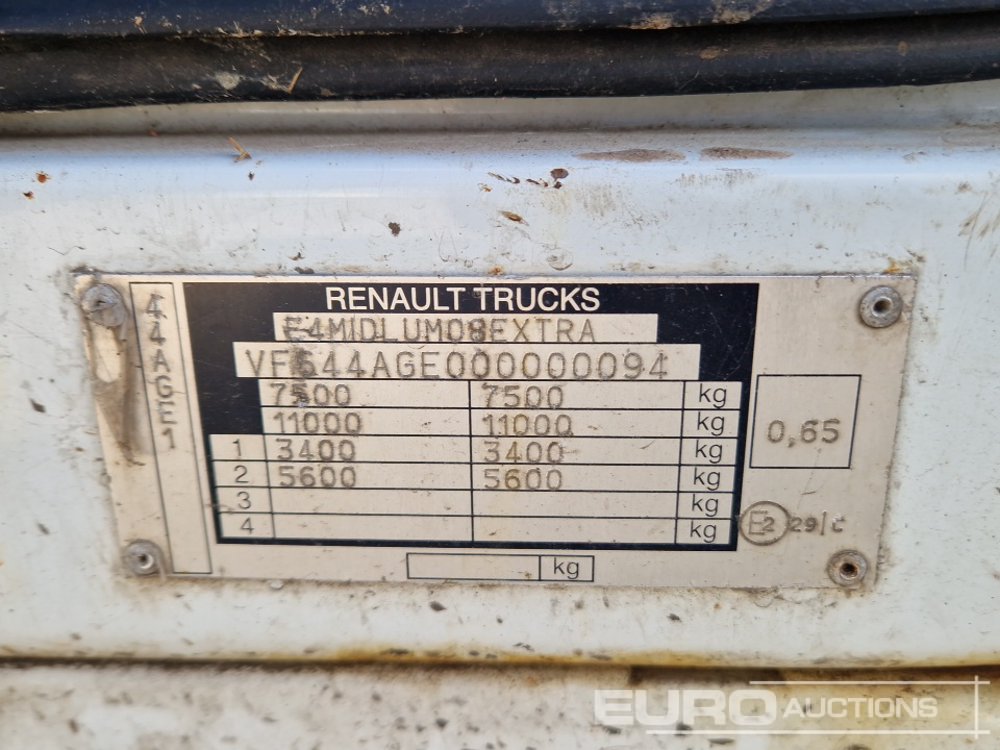 RENAULT TRUCKS
E4MIDLUM08EXTRA
VF644AGE000000094
7500 7500 kg
11000 11000 kg
1 3400 3400 kg
2 5600 5600 kg
3 kg
4 kg
kg
44AGE1
0,65
E2 29/C
EURO AUCTIONS